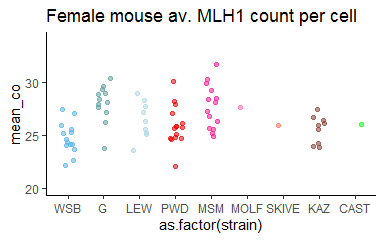 Female mouse av. MLH1 count per cell
mean_co
30
25
20
WSB G LEW PWD MSM MOLF SKIVE KAZ CAST
as.factor(strain)